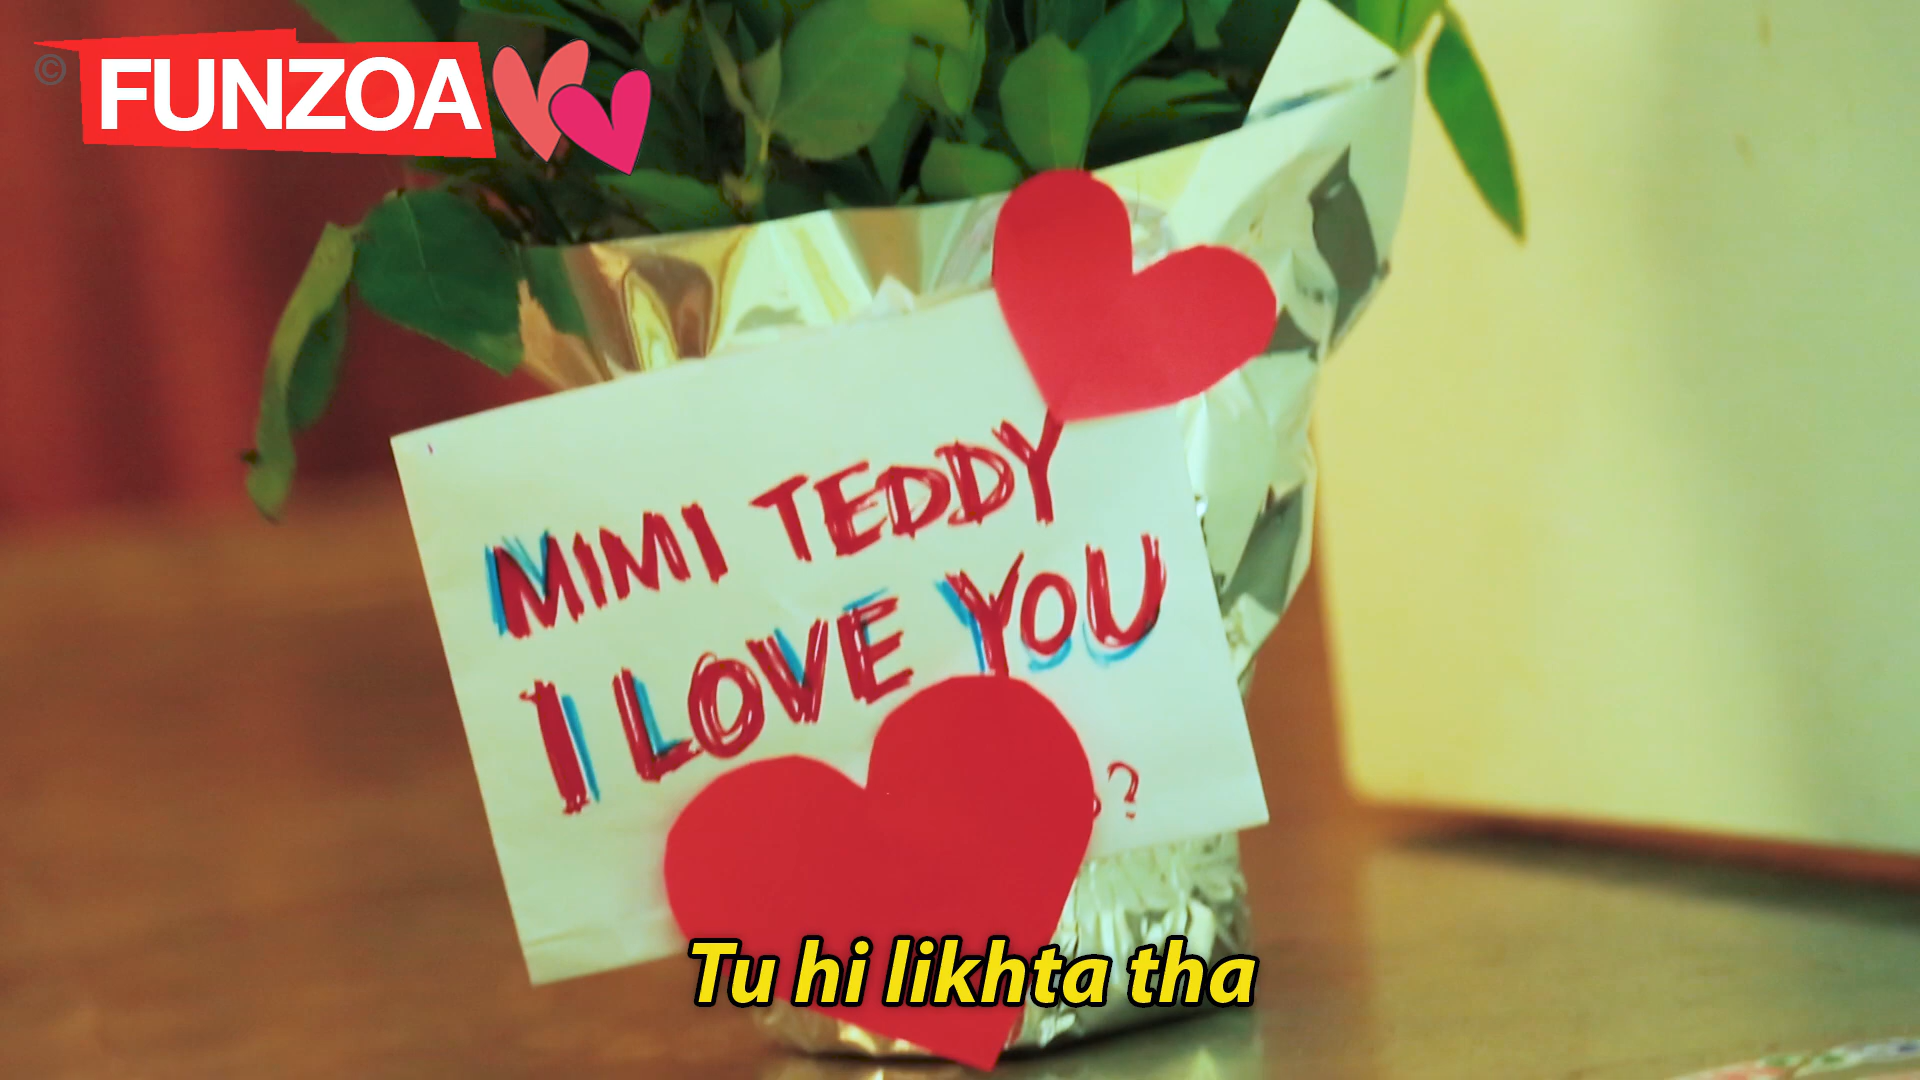 © FUNZOA
MIMI TEDDY
I LOVE YOU
?
Tu hi likhta tha